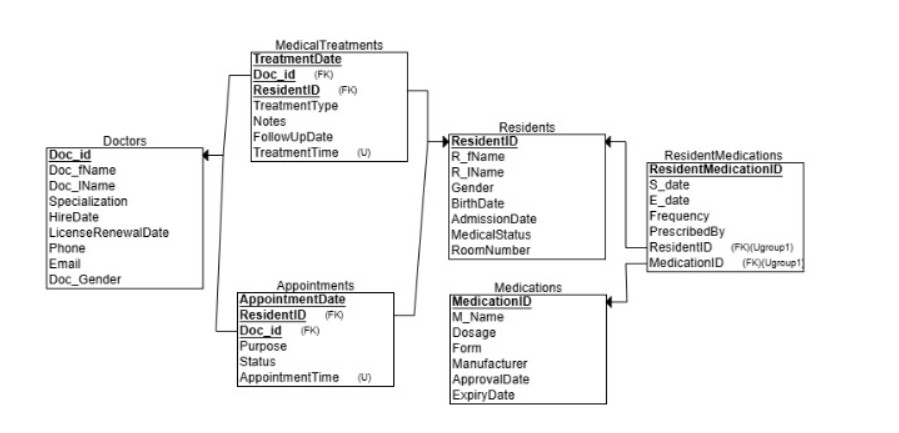 MedicalTreatments
TreatmentDate
Doc_id (FK)
ResidentID (FK)
TreatmentType
Notes
FollowUpDate
TreatmentTime (U)
Doctors
Doc_id
Doc_fName
Doc_lName
Specialization
HireDate
LicenseRenewalDate
Phone
Email
Doc_Gender
Residents
ResidentID
R_fName
R_lName
Gender
BirthDate
AdmissionDate
MedicalStatus
RoomNumber
ResidentMedications
ResidentMedicationID
S_date
E_date
Frequency
PrescribedBy
ResidentID (FK)(Ugroup1)
MedicationID (FK)(Ugroup1)
Appointments
AppointmentDate
ResidentID (FK)
Doc_id (FK)
Purpose
Status
AppointmentTime (U)
Medications
MedicationID
M_Name
Dosage
Form
Manufacturer
ApprovalDate
ExpiryDate